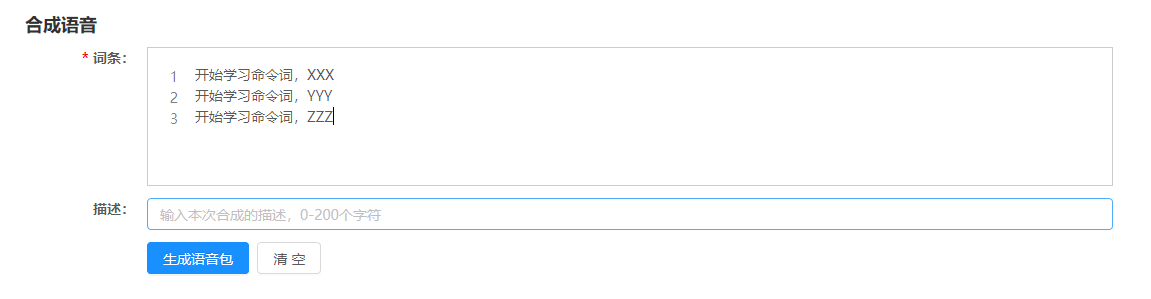 合成语音
* 词条：
1 开始学习命令词，XXX
2 开始学习命令词，YYY
3 开始学习命令词，ZZZ
描述：
输入本次合成的描述，0-200个字符
生成语音包 清 空